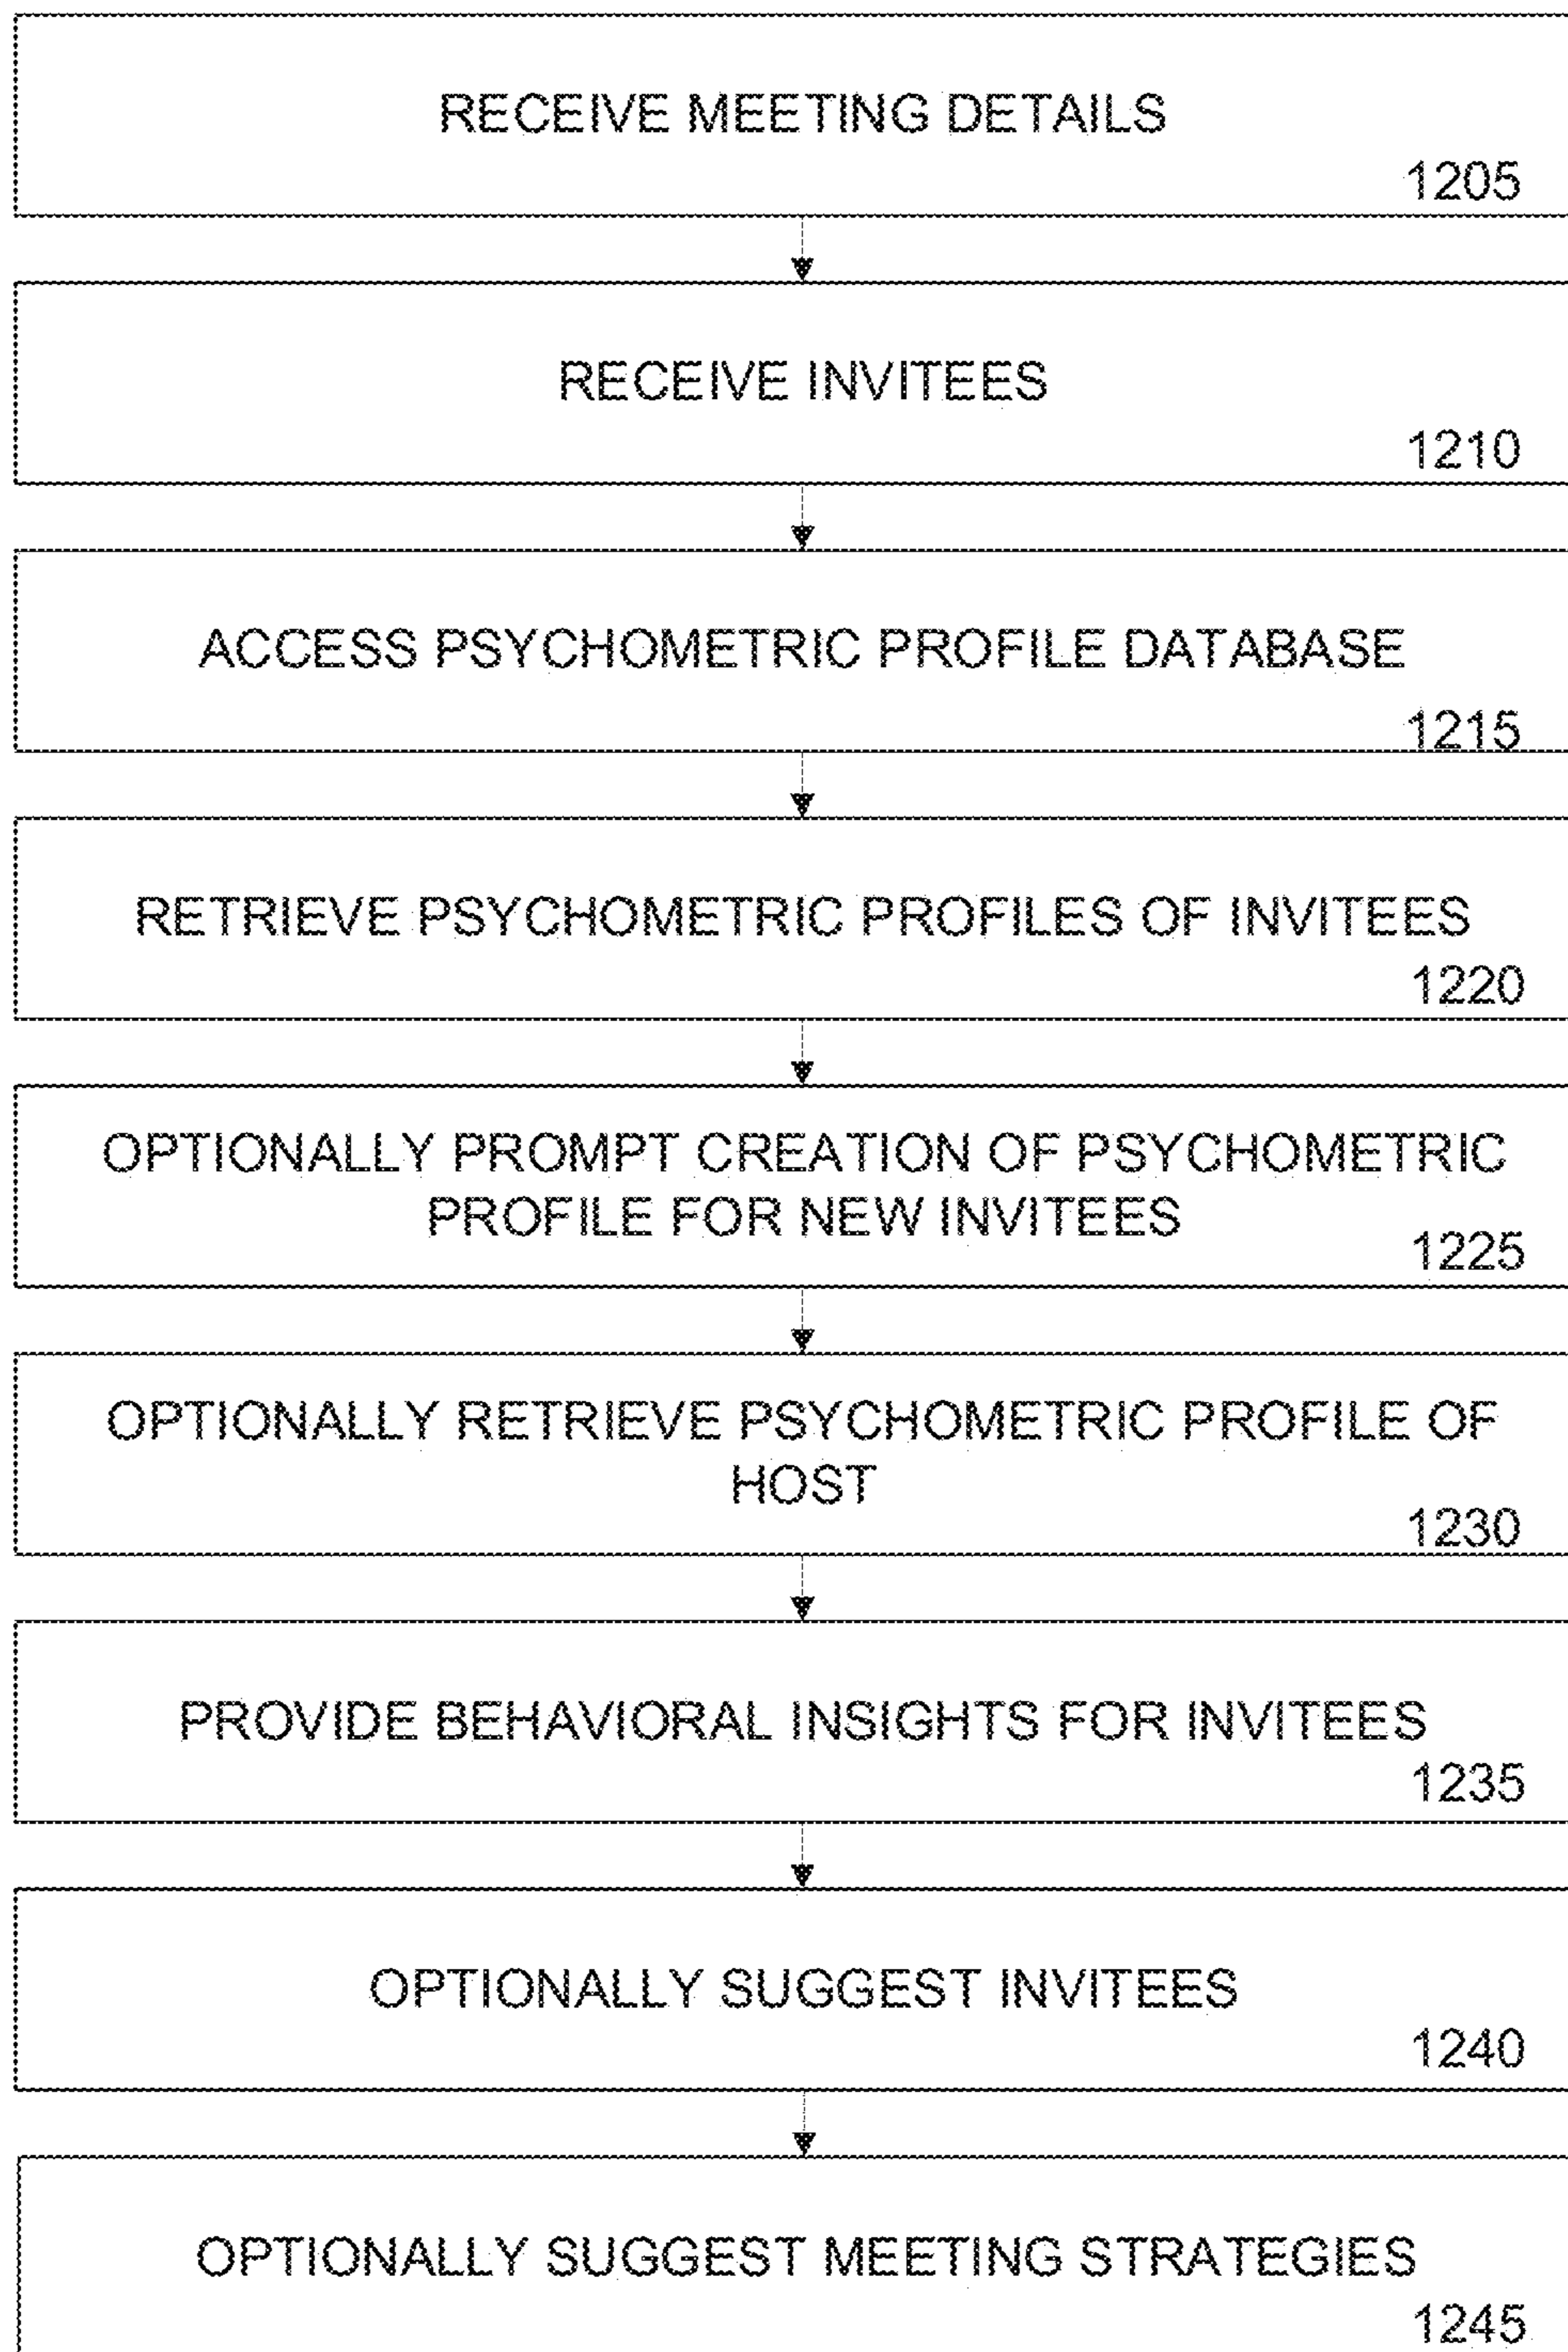 RECEIVE MEETING DETAILS
1205
RECEIVE INVITEES
1210
ACCESS PSYCHOMETRIC PROFILE DATABASE
1215
RETRIEVE PSYCHOMETRIC PROFILES OF INVITEES
1220
OPTIONALLY PROMPT CREATION OF PSYCHOMETRIC
PROFILE FOR NEW INVITEES
1225
OPTIONALLY RETRIEVE PSYCHOMETRIC PROFILE OF
HOST
1230
PROVIDE BEHAVIORAL INSIGHTS FOR INVITEES
1235
OPTIONALLY SUGGEST INVITEES
1240
OPTIONALLY SUGGEST MEETING STRATEGIES
1245